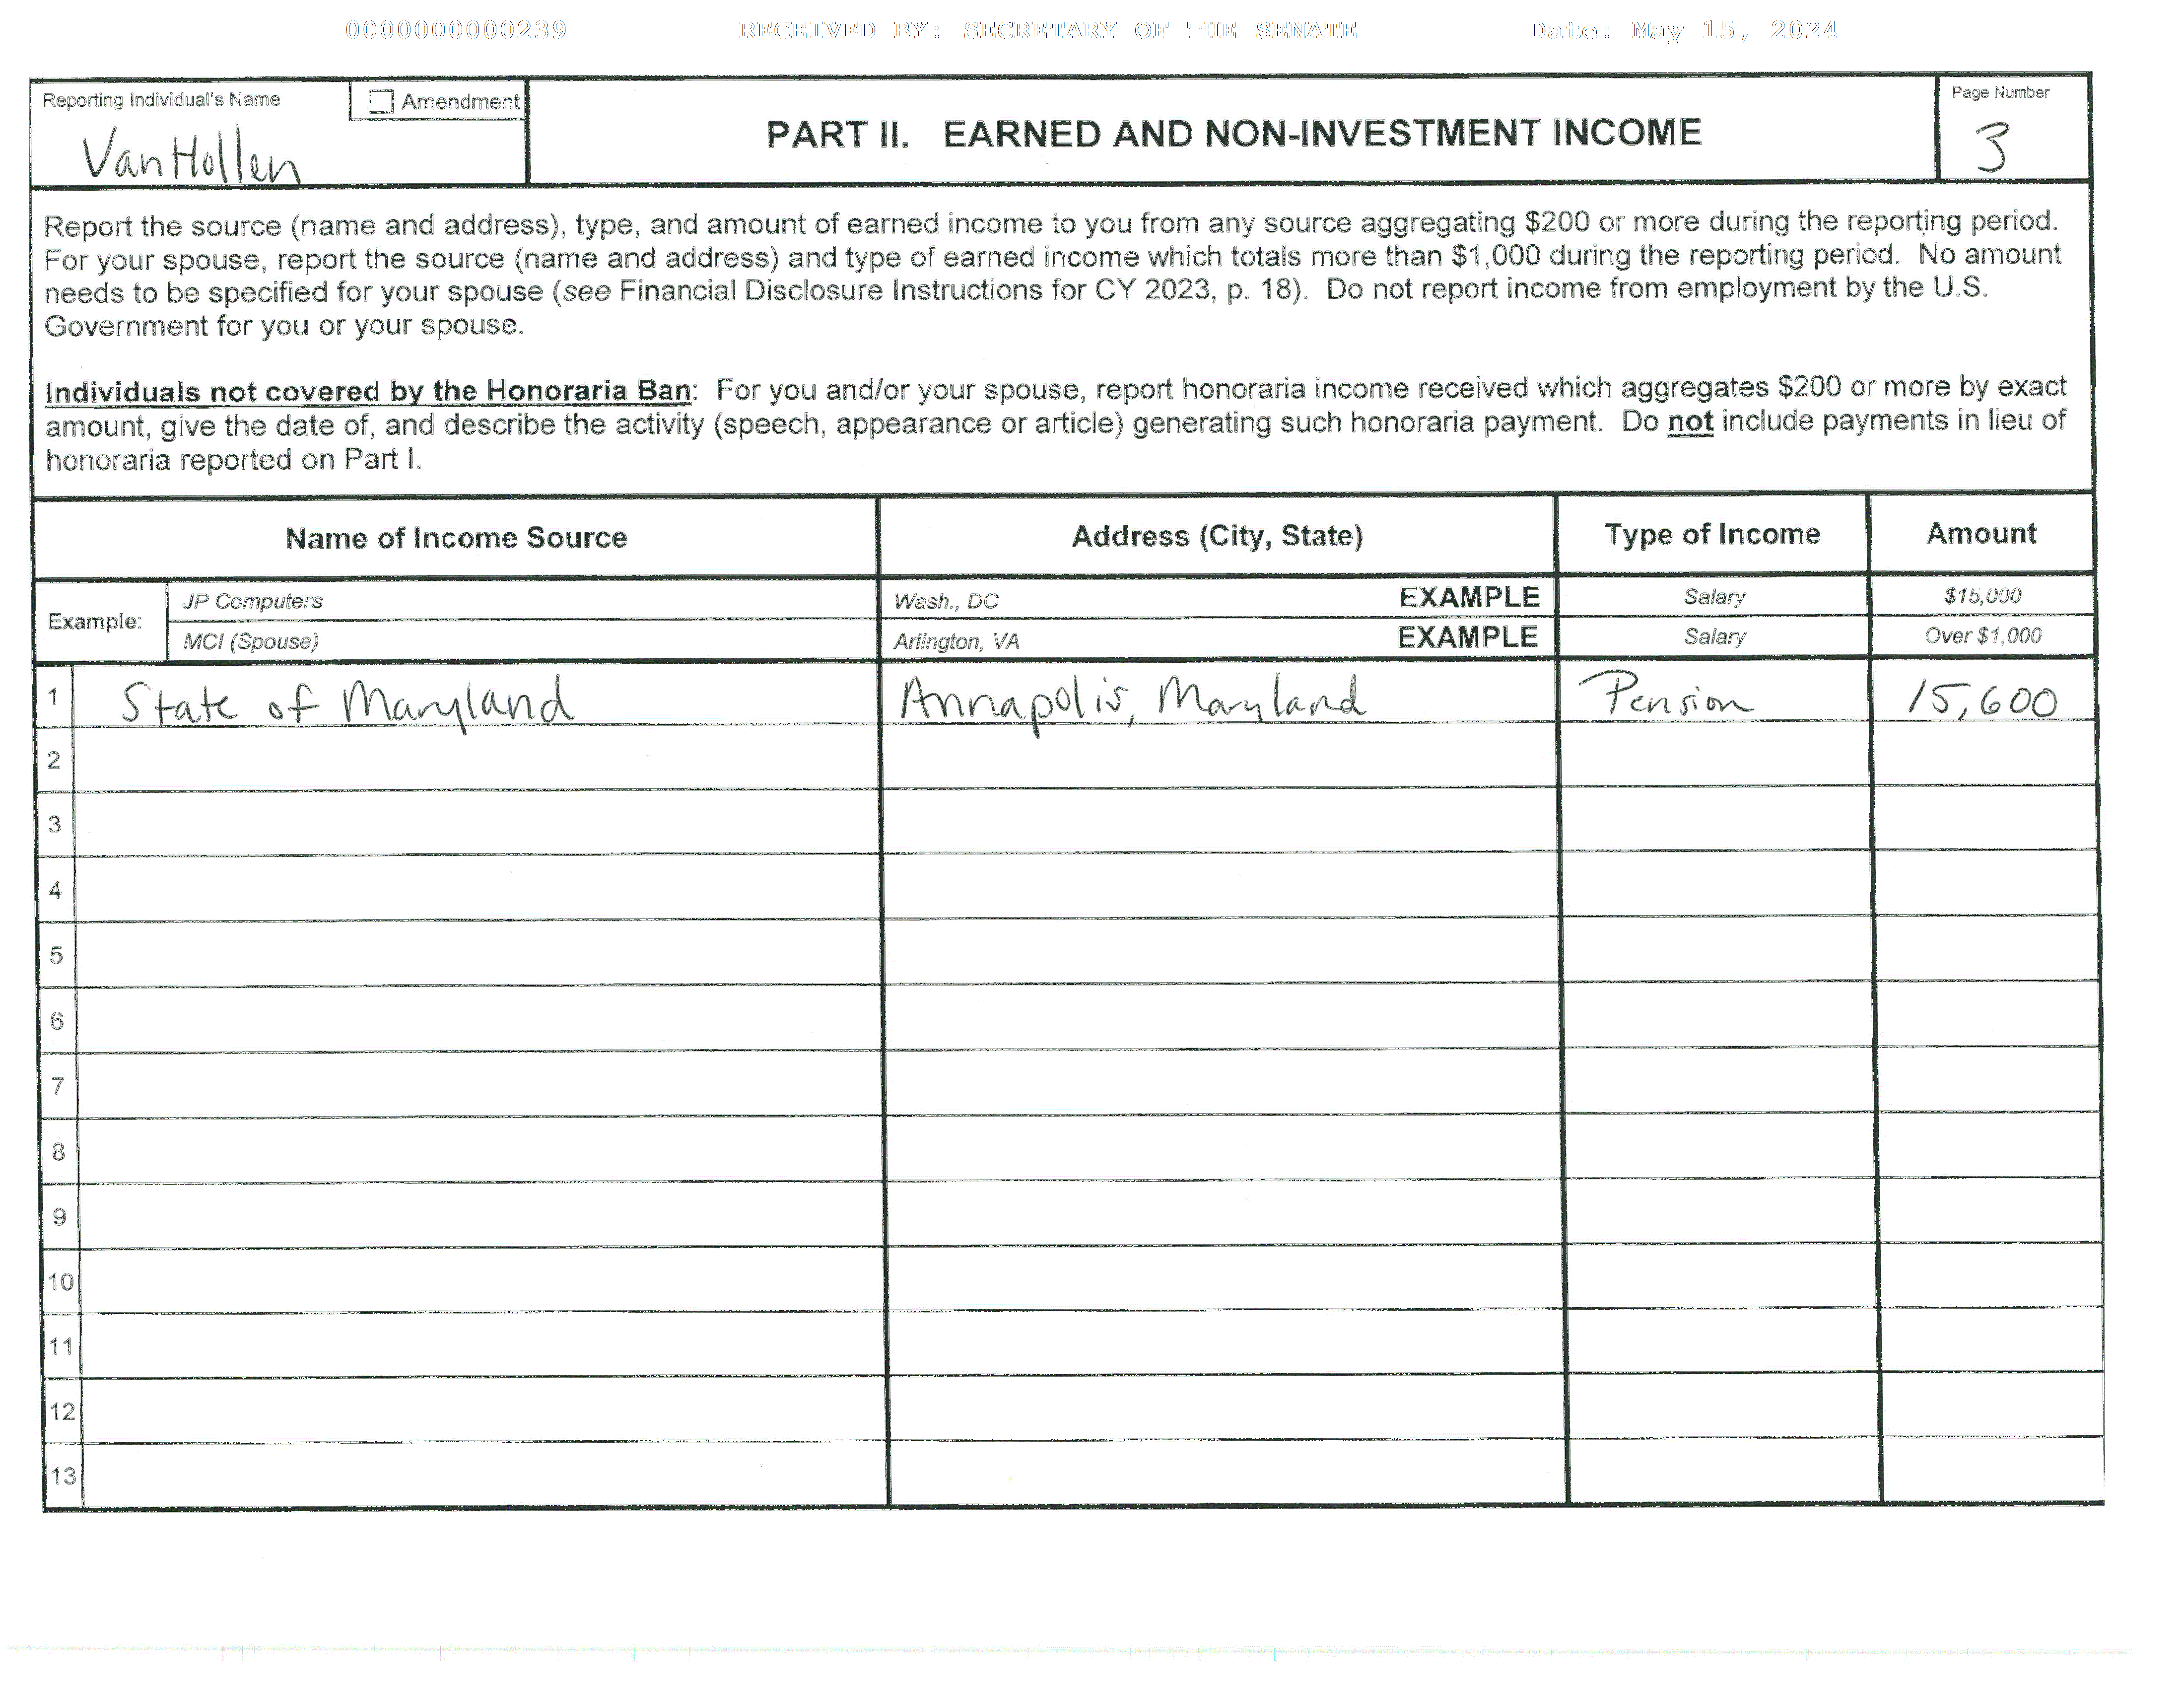 0000000000239 RECEIVED BY: SECRETARY OF THE SENATE Date: May 15, 2024
Reporting Individual's Name
Amendment
Van Hollen
PART II. EARNED AND NON-INVESTMENT INCOME
Page Number
3
Report the source (name and address), type, and amount of earned income to you from any source aggregating $200 or more during the reporting period.
For your spouse, report the source (name and address) and type of earned income which totals more than $1,000 during the reporting period. No amount
needs to be specified for your spouse (see Financial Disclosure Instructions for CY 2023, p. 18). Do not report income from employment by the U.S.
Government for you or your spouse.
Individuals not covered by the Honoraria Ban: For you and/or your spouse, report honoraria income received which aggregates $200 or more by exact
amount, give the date of, and describe the activity (speech, appearance or article) generating such honoraria payment. Do not include payments in lieu of
honoraria reported on Part I.
Name of Income Source Address (City, State) Type of Income Amount
Example:
JP Computers Wash., DC EXAMPLE Salary $15,000
MCI (Spouse) Arlington, VA EXAMPLE Salary Over $1,000
1 State of Maryland Annapolis, Maryland Pension 15,600
2
3
4
5
6
7
8
9
10
11
12
13